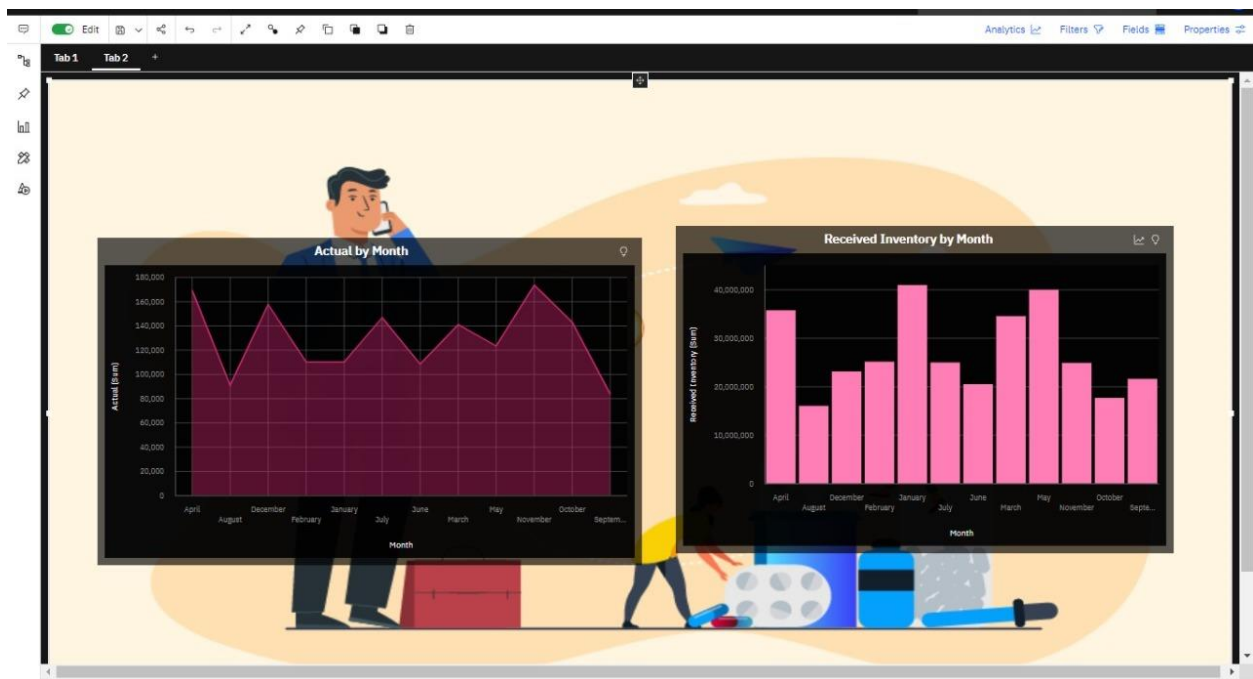 Edit
Analytics
Filters
Fields
Properties
Tab 1
Tab 2
+
Actual by Month
180,000
160,000
140,000
120,000
100,000
80,000
60,000
40,000
20,000
0
Actual (Sum)
April
August
December
February
January
July
June
March
May
November
October
Septem...
Month
Received Inventory by Month
40,000,000
30,000,000
20,000,000
10,000,000
0
Received Inventory (Sum)
April
August
December
February
January
July
June
March
May
November
October
Septe...
Month